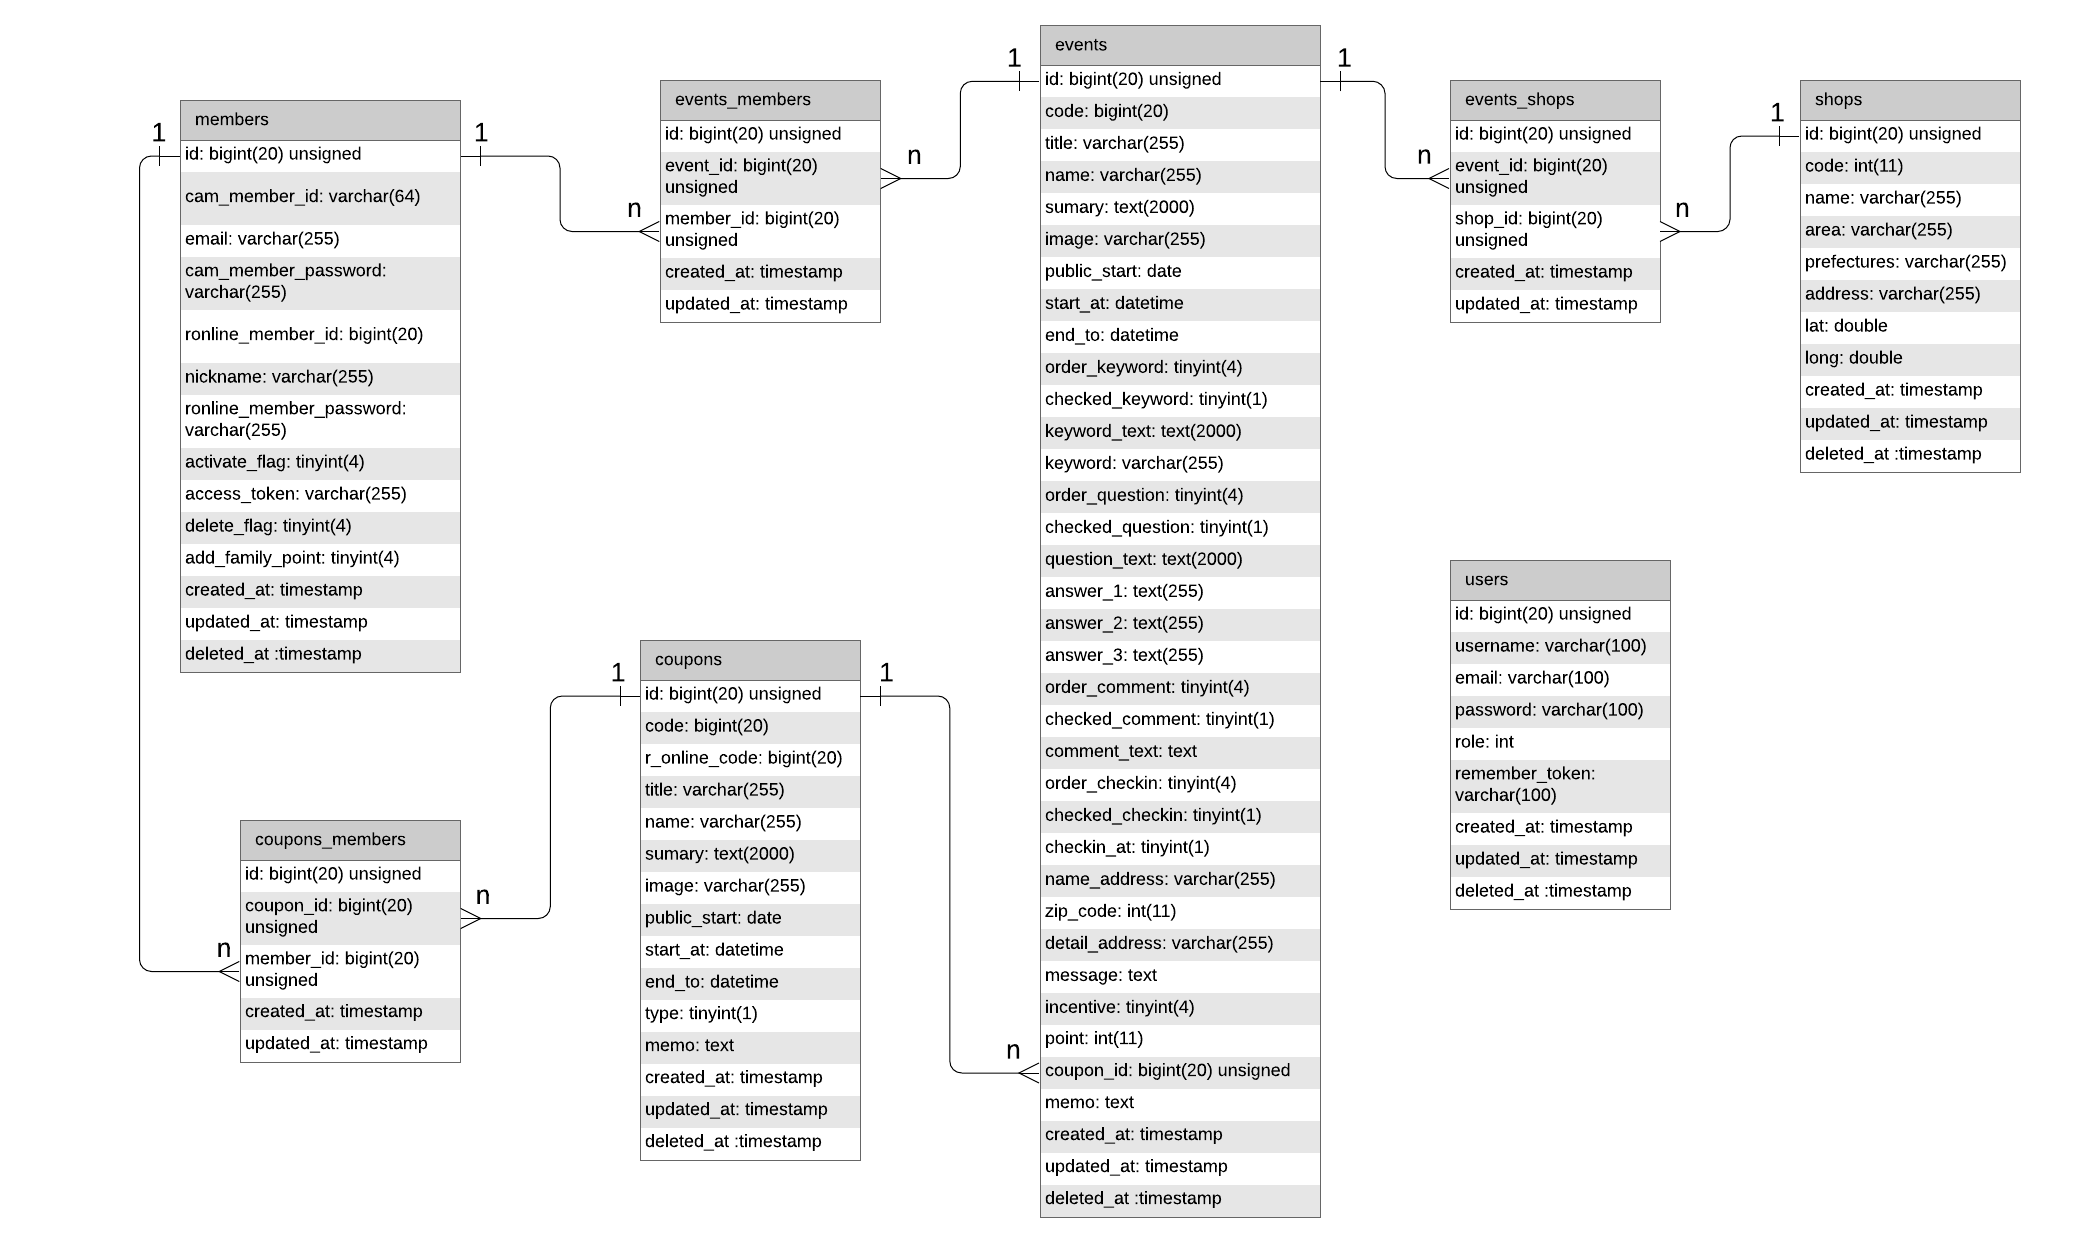 members
1
1
id: bigint(20) unsigned
cam_member_id: varchar(64)
email: varchar(255)
cam_member_password:
varchar(255)
ronline_member_id: bigint(20)
nickname: varchar(255)
ronline_member_password:
varchar(255)
activate_flag: tinyint(4)
access_token: varchar(255)
delete_flag: tinyint(4)
add_family_point: tinyint(4)
created_at: timestamp
updated_at: timestamp
deleted_at :timestamp
events_members
id: bigint(20) unsigned
event_id: bigint(20)
unsigned
n
member_id: bigint(20)
unsigned
n
created_at: timestamp
updated_at: timestamp
events
1
1
id: bigint(20) unsigned
code: bigint(20)
title: varchar(255)
name: varchar(255)
sumary: text(2000)
image: varchar(255)
public_start: date
start_at: datetime
end_to: datetime
order_keyword: tinyint(4)
checked_keyword: tinyint(1)
keyword_text: text(2000)
keyword: varchar(255)
order_question: tinyint(4)
checked_question: tinyint(1)
question_text: text(2000)
answer_1: text(255)
answer_2: text(255)
answer_3: text(255)
order_comment: tinyint(4)
checked_comment: tinyint(1)
comment_text: text
order_checkin: tinyint(4)
checked_checkin: tinyint(1)
checkin_at: tinyint(1)
name_address: varchar(255)
zip_code: int(11)
detail_address: varchar(255)
message: text
incentive: tinyint(4)
point: int(11)
n
coupon_id: bigint(20) unsigned
memo: text
created_at: timestamp
updated_at: timestamp
deleted_at :timestamp
events_shops
id: bigint(20) unsigned
n
event_id: bigint(20)
unsigned
n
shop_id: bigint(20)
unsigned
created_at: timestamp
updated_at: timestamp
shops
1
id: bigint(20) unsigned
code: int(11)
name: varchar(255)
area: varchar(255)
prefectures: varchar(255)
address: varchar(255)
lat: double
long: double
created_at: timestamp
updated_at: timestamp
deleted_at :timestamp
users
id: bigint(20) unsigned
username: varchar(100)
email: varchar(100)
password: varchar(100)
role: int
remember_token:
varchar(100)
created_at: timestamp
updated_at: timestamp
deleted_at :timestamp
coupons
1
1
id: bigint(20) unsigned
code: bigint(20)
r_online_code: bigint(20)
title: varchar(255)
name: varchar(255)
sumary: text(2000)
image: varchar(255)
public_start: date
start_at: datetime
end_to: datetime
type: tinyint(1)
memo: text
created_at: timestamp
updated_at: timestamp
deleted_at :timestamp
coupons_members
id: bigint(20) unsigned
n
coupon_id: bigint(20)
unsigned
n
member_id: bigint(20)
unsigned
created_at: timestamp
updated_at: timestamp